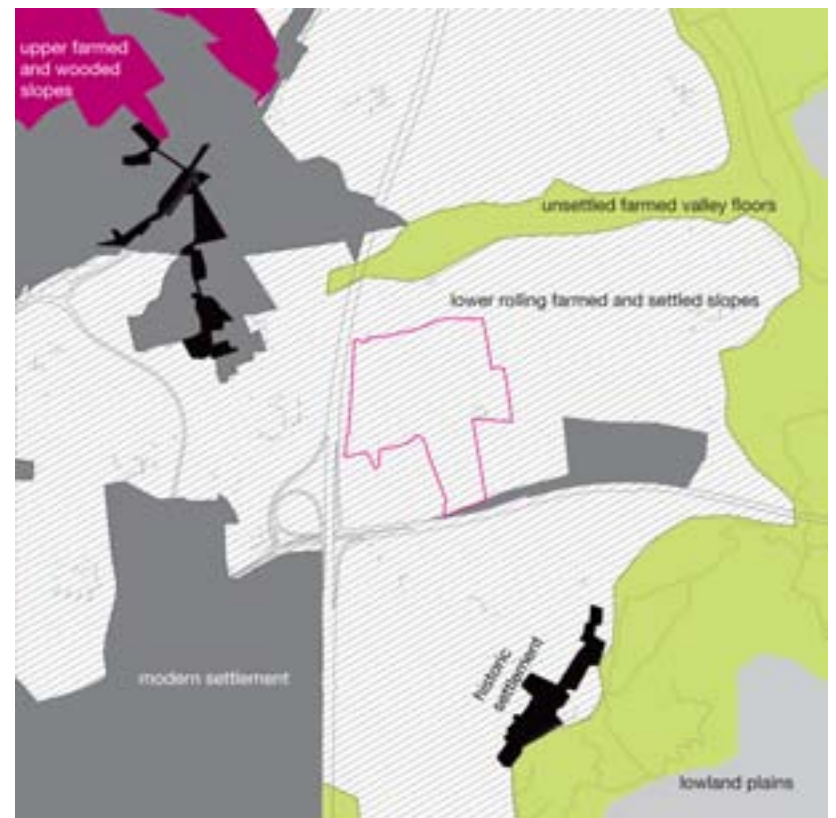 upper farmed
and wooded
slopes
unsettled farmed valley floors
lower rolling farmed and settled slopes
modern settlement
historic
settlement
lowland plains